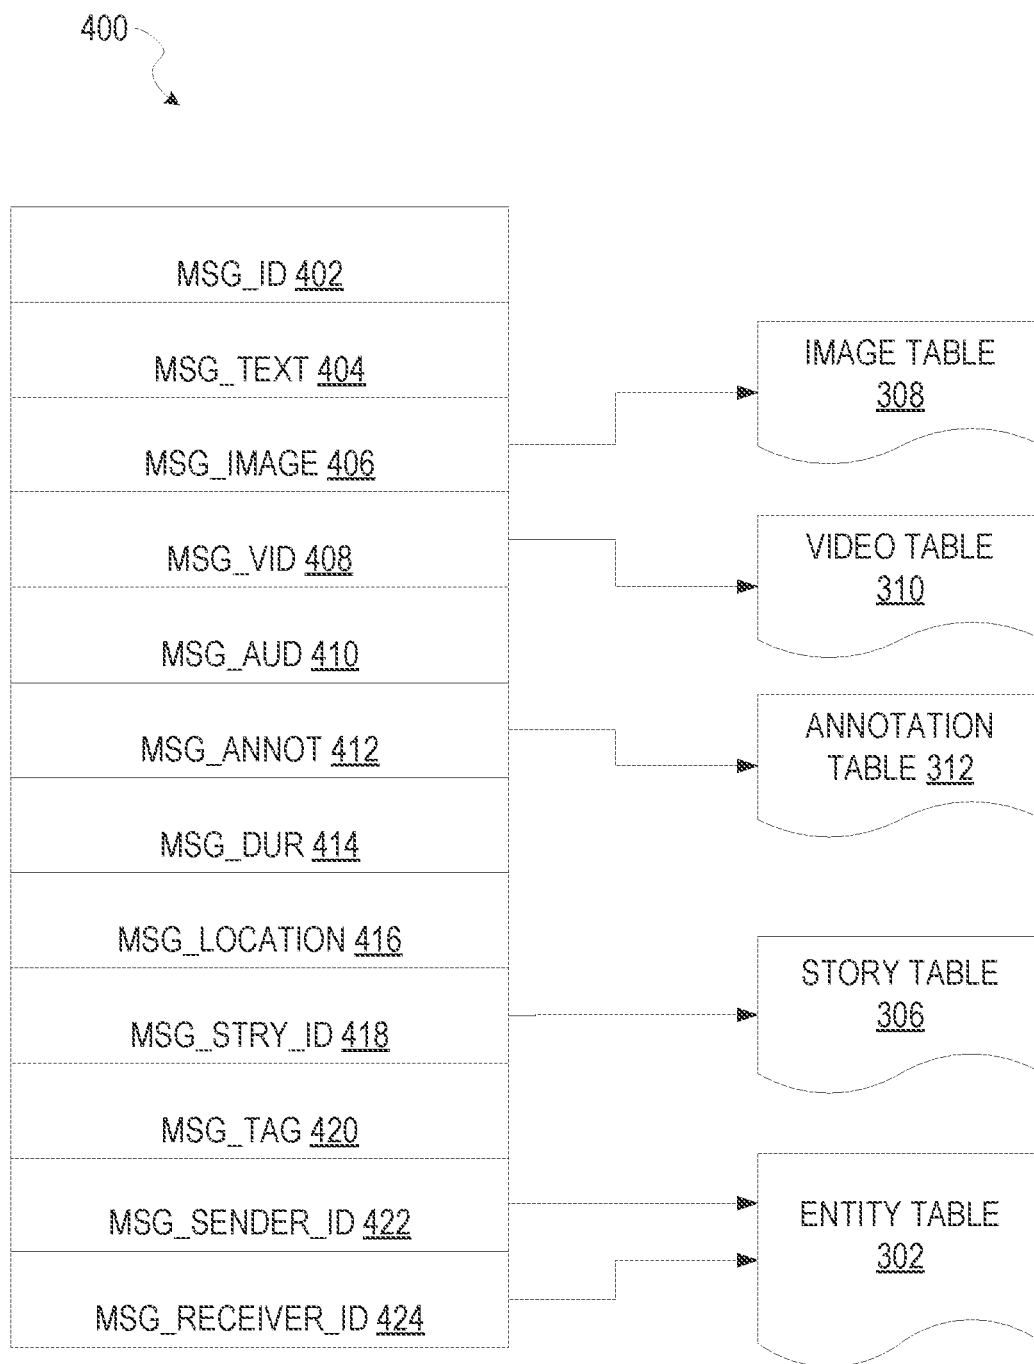 400
MSG_ID 402
MSG_TEXT 404
MSG_IMAGE 406
MSG_VID 408
MSG_AUD 410
MSG_ANNOT 412
MSG_DUR 414
MSG_LOCATION 416
MSG_STRY_ID 418
MSG_TAG 420
MSG_SENDER_ID 422
MSG_RECEIVER_ID 424
IMAGE TABLE
308
VIDEO TABLE
310
ANNOTATION
TABLE 312
STORY TABLE
306
ENTITY TABLE
302